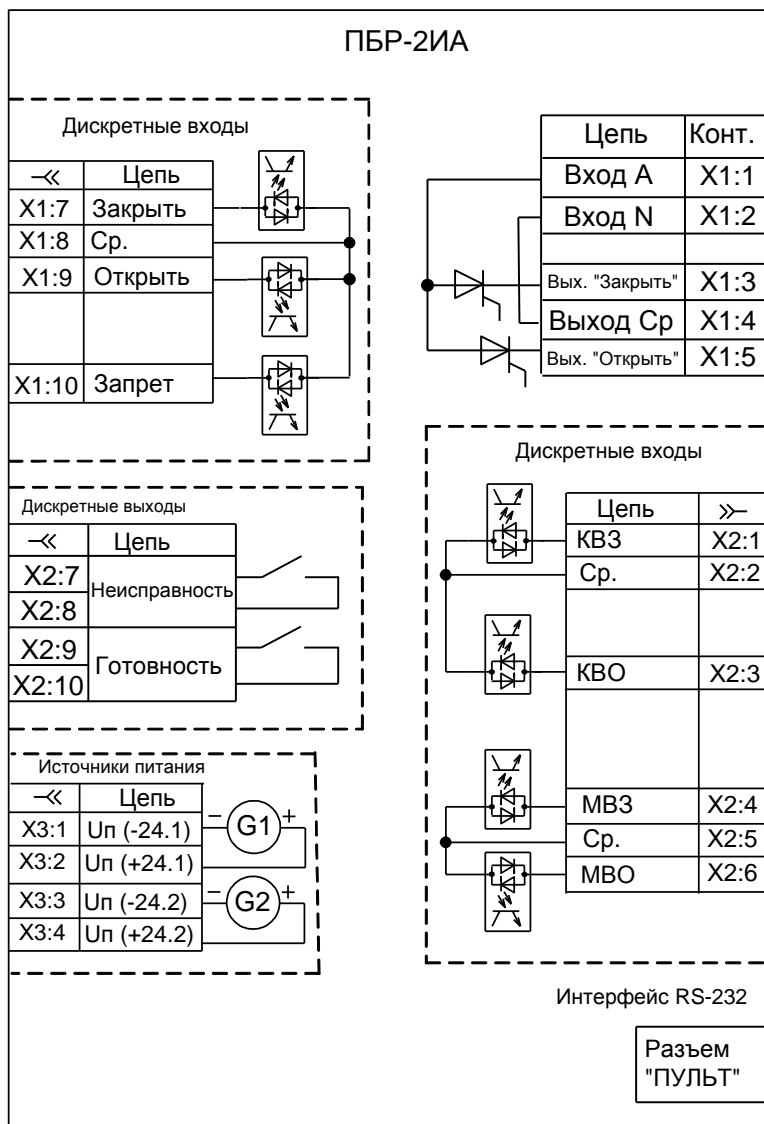 ПБР-2ИА
Дискретные входы
Цепь
X1:7 Закрыть
X1:8 Ср.
X1:9 Открыть
X1:10 Запрет
Цепь Конт.
Вход А X1:1
Вход N X1:2
Вых. "Закрыть" X1:3
Выход Ср X1:4
Вых. "Открыть" X1:5
Дискретные выходы
Цепь
X2:7
Неисправность
X2:8
X2:9
Готовность
X2:10
Дискретные входы
Цепь
КВЗ X2:1
Ср. X2:2
КВО X2:3
МВЗ X2:4
Ср. X2:5
МВО X2:6
Источники питания
Цепь
X3:1 Uп (-24.1) − G1 +
X3:2 Uп (+24.1)
X3:3 Uп (-24.2) − G2 +
X3:4 Uп (+24.2)
Интерфейс RS-232
Разъем
"ПУЛЬТ"